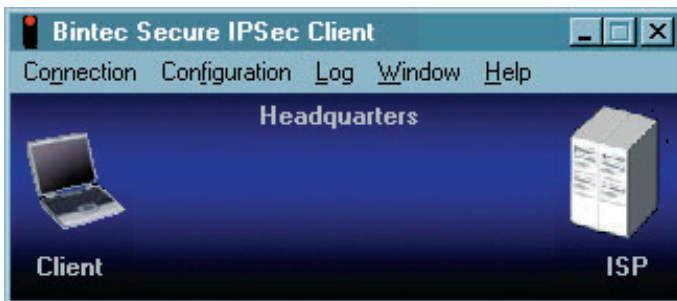 Bintec Secure IPSec Client
Connection Configuration Log Window Help
Headquarters
Client ISP